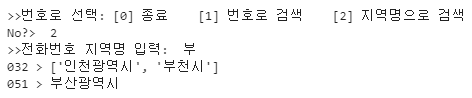 >>번호로 선택: [0] 종료    [1] 번호로 검색    [2] 지역명으로 검색
No?>  2
>>전화번호 지역명 입력:  부
032 > ['인천광역시', '부천시']
051 > 부산광역시